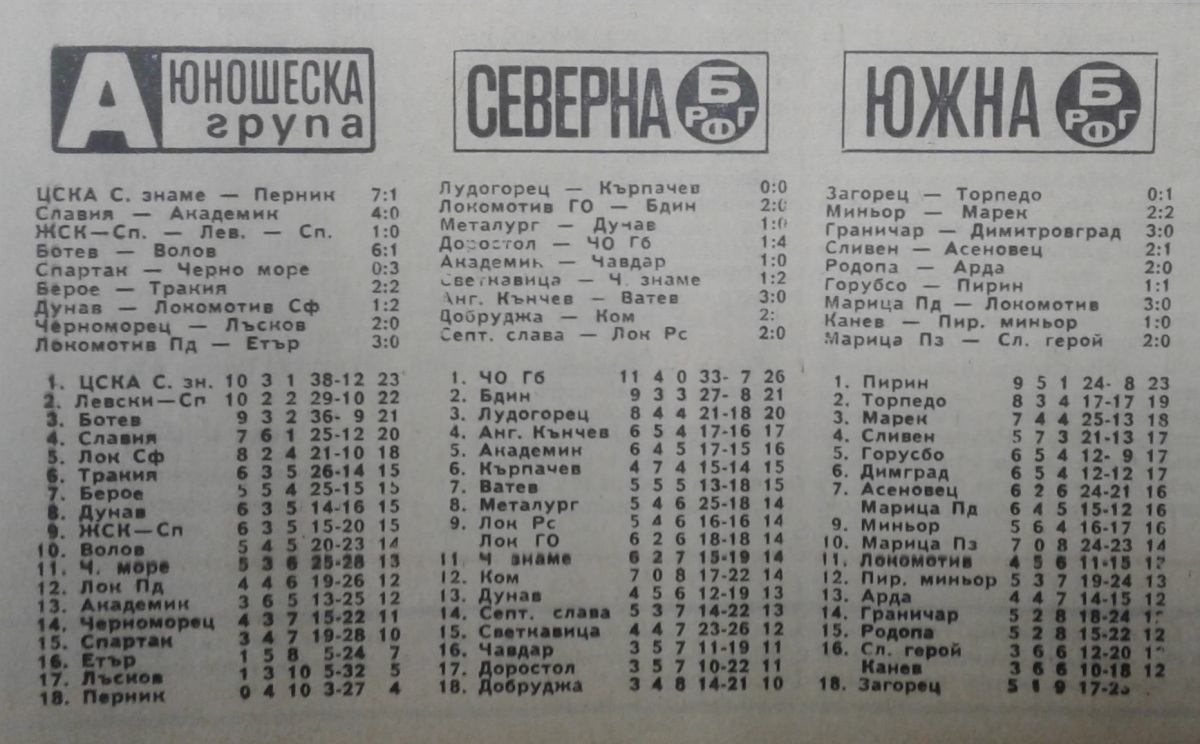 А ЮНОШЕСКА
група
ЦСКА С. знаме — Перник 7:1
Славия — Академик 4:0
ЖСК—Сп. — Лев. — Сп. 1:0
Ботев — Волов 6:1
Спартак — Черно море 0:3
Берое — Тракия 2:2
Дунав — Локомотив Сф 1:2
Черноморец — Лъсков 2:0
Локомотив Пд — Етър 3:0
1. ЦСКА С. зн. 10 3 1 38-12 23
2. Левски—Сп 10 2 2 29-10 22
3. Ботев 9 3 2 36- 9 21
4. Славия 7 6 1 25-12 20
5. Лок Сф 8 2 4 21-10 18
6. Тракия 6 3 5 26-14 15
7. Берое 5 5 4 25-15 15
8. Дунав 6 3 5 14-16 15
9. ЖСК—Сп 6 3 5 15-20 15
10. Волов 5 4 5 20-23 14
11. Ч. море 5 3 6 25-28 13
12. Лок Пд 4 4 6 19-26 12
13. Академик 3 6 5 13-25 12
14. Черноморец 4 3 7 15-22 11
15. Спартак 3 4 7 19-28 10
16. Етър 1 5 8 5-24 7
17. Лъсков 1 3 10 5-32 5
18. Перник 0 4 10 3-27 4
СЕВЕРНА Б РФГ
Лудогорец — Кърпачев 0:0
Локомотив ГО — Бдин 2:0
Металург — Дунав 1:0
Доростол — ЧО Гб 1:4
Академик — Чавдар 1:0
Светкавица — Ч. знаме 1:2
Анг. Кънчев — Ватев 3:0
Добруджа — Ком 2:
Септ. слава — Лок Рс 2:0
1. ЧО Гб 11 4 0 33- 7 26
2. Бдин 9 3 3 27- 8 21
3. Лудогорец 8 4 4 21-18 20
4. Анг. Кънчев 6 5 4 17-16 17
5. Академик 6 4 5 17-15 16
6. Кърпачев 4 7 4 15-14 15
7. Ватев 5 5 5 13-18 15
8. Металург 5 4 6 25-18 14
9. Лок Рс 5 4 6 16-16 14
Лок ГО 6 2 6 18-18 14
11. Ч знаме 6 2 7 15-19 14
12. Ком 7 0 8 17-22 14
13. Дунав 4 5 6 12-19 13
14. Септ. слава 5 3 7 14-22 13
15. Светкавица 4 4 7 23-26 12
16. Чавдар 3 5 7 11-19 11
17. Доростол 3 5 7 10-22 11
18. Добруджа 3 4 8 14-21 10
ЮЖНА Б РФГ
Загорец — Торпедо 0:1
Миньор — Марек 2:2
Граничар — Димитровград 3:0
Сливен — Асеновец 2:1
Родопа — Арда 2:0
Горубсо — Пирин 1:1
Марица Пд — Локомотив 3:0
Канев — Пир. миньор 1:0
Марица Пз — Сл. герой 2:0
1. Пирин 9 5 1 24- 8 23
2. Торпедо 8 3 4 17-17 19
3. Марек 7 4 4 25-13 18
4. Сливен 5 7 3 21-13 17
5. Горусбо 6 5 4 12- 9 17
6. Димград 6 5 4 12-12 17
7. Асеновец 6 2 6 24-21 16
Марица Пд 6 4 5 15-12 16
9. Миньор 5 6 4 16-17 16
10. Марица Пз 7 0 8 24-23 14
11. Локомотив 4 5 6 11-15
12. Пир. миньор 5 3 7 19-24 13
13. Арда 4 4 7 14-15 12
14. Граничар 5 2 8 18-24
15. Родопа 5 2 8 15-22 12
16. Сл. герой 3 6 6 12-20
Канев 3 6 6 10-18 12
18. Загорец 5 1 9